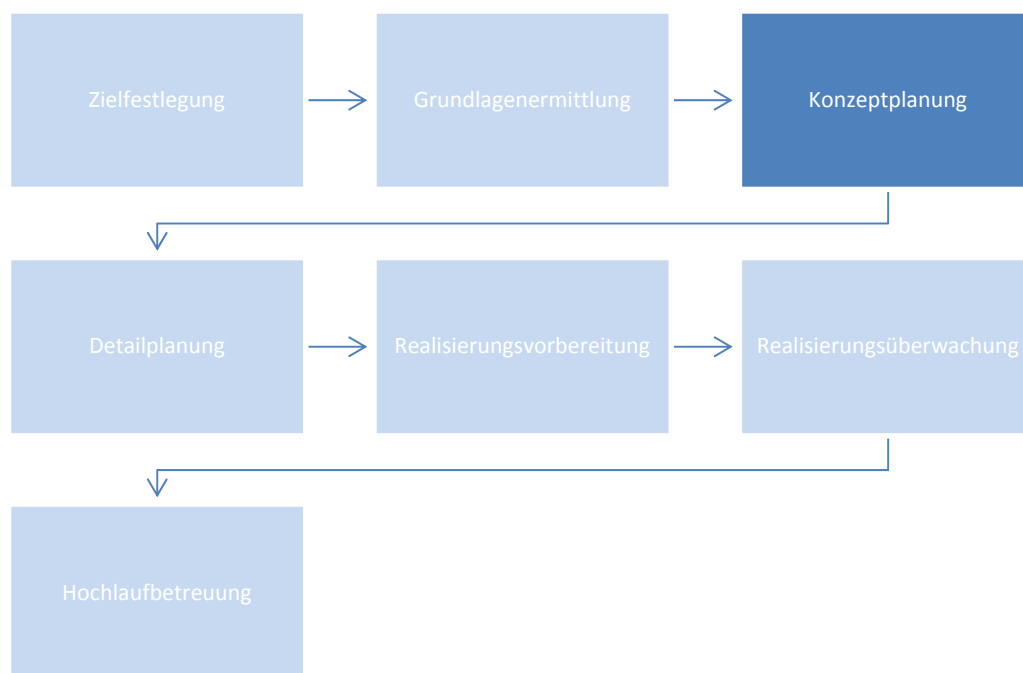 Zielfestlegung
Grundlagenermittlung
Konzeptplanung
Detailplanung
Realisierungsvorbereitung
Realisierungsüberwachung
Hochlaufbetreuung